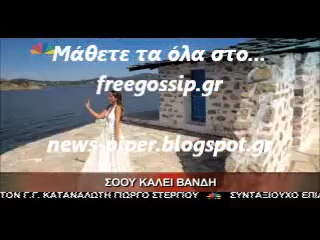 Μάθετε τα όλα στο...
freegossip.gr
news-piper.blogspot.gr
ΣΟΟΥ ΚΑΛΕΙ ΒΑΝΔΗ
ΤΟΝ Γ.Γ. ΚΑΤΑΝΑΛΩΤΗ ΓΙΩΡΓΟ ΣΤΕΡΓΙΟΥ ΣΥΝΤΑΞΙΟΥΧΟ ΕΠΙ